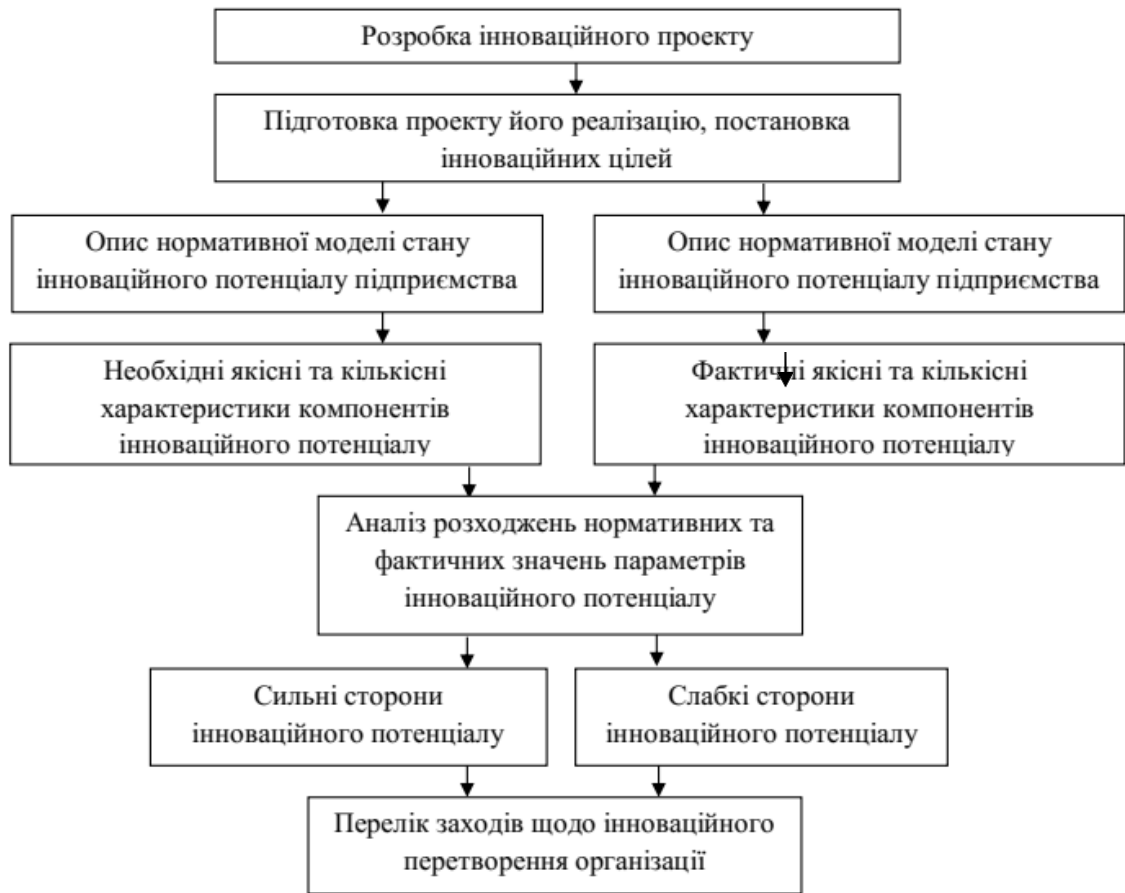 Розробка інноваційного проекту
Підготовка проекту його реалізацію, постановка
інноваційних цілей
Опис нормативної моделі стану
інноваційного потенціалу підприємства
Опис нормативної моделі стану
інноваційного потенціалу підприємства
Необхідні якісні та кількісні
характеристики компонентів
інноваційного потенціалу
Фактичні якісні та кількісні
характеристики компонентів
інноваційного потенціалу
Аналіз розходжень нормативних та
фактичних значень параметрів
інноваційного потенціалу
Сильні сторони
інноваційного потенціалу
Слабкі сторони
інноваційного потенціалу
Перелік заходів щодо інноваційного
перетворення організації